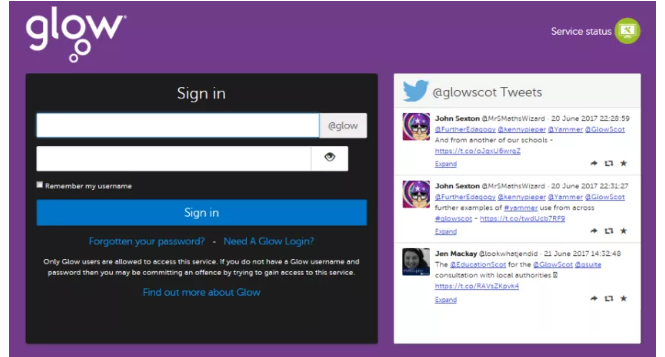 glow
Service status
Sign in
@glow
Remember my username
Sign in
Forgotten your password? - Need A Glow Login?
Only Glow users are allowed to access this service. If you do not have a Glow username and
password then you may be committing an offence by trying to gain access to this service.
Find out more about Glow
@glowscot Tweets
John Sexton @MrSMathsWizard · 20 June 2017 22:28:59
@FurtherEdagogy @kennypieper @Yammer @GlowScot
And from another of our schools -
https://t.co/oJaxU6wrqZ
Expand
John Sexton @MrSMathsWizard · 20 June 2017 22:31:27
@FurtherEdagogy @kennypieper @Yammer @GlowScot
further examples of #yammer use from across
#glowscot - https://t.co/twdUcb7RF9
Expand
Jen Mackay @lookwhatjendid · 21 June 2017 14:32:48
The @EducationScot for the @GlowScot @gsuite
consultation with local authorities
https://t.co/RAVsZKpvk4
Expand